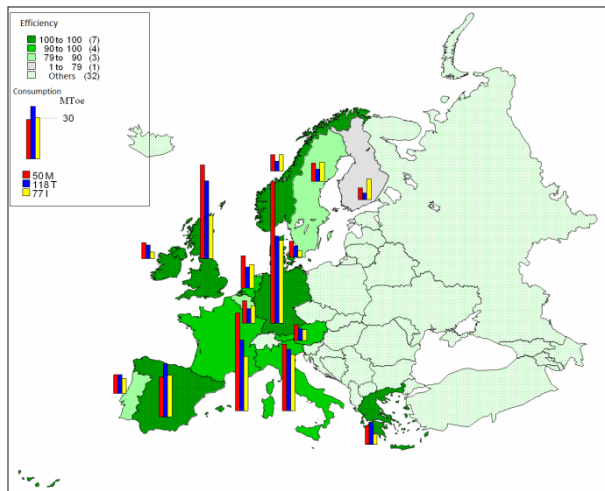 Efficiency
100 to 100 (7)
90 to 100 (4)
79 to 90 (3)
1 to 79 (1)
Others (32)
Consumption
MToe
30
50 M
118 T
77 I